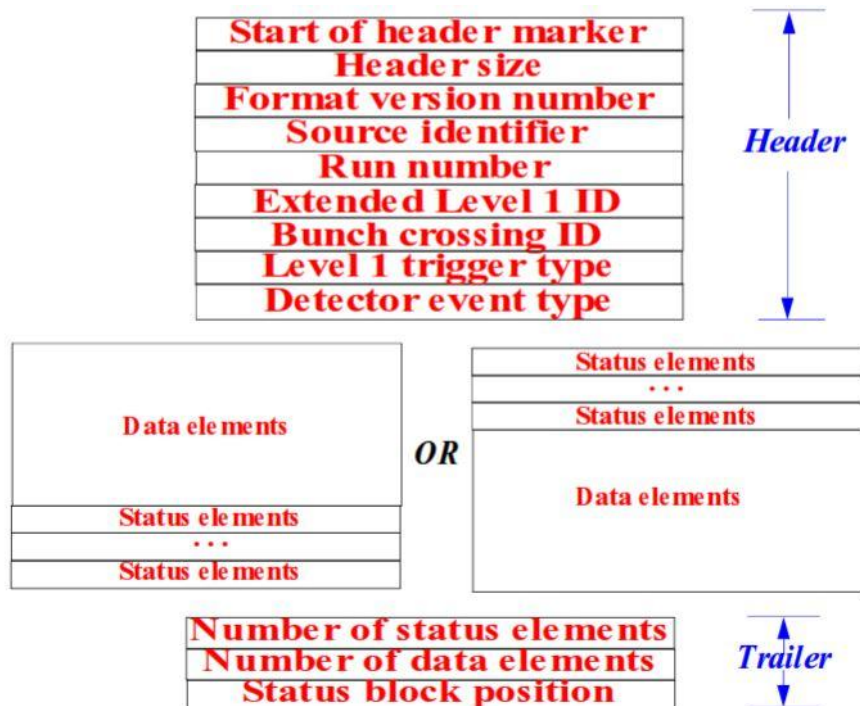 Start of header marker
Header size
Format version number
Source identifier
Run number
Extended Level 1 ID
Bunch crossing ID
Level 1 trigger type
Detector event type
Header
Data elements
Status elements
...
Status elements
OR
Status elements
...
Status elements
Data elements
Number of status elements
Number of data elements
Status block position
Trailer